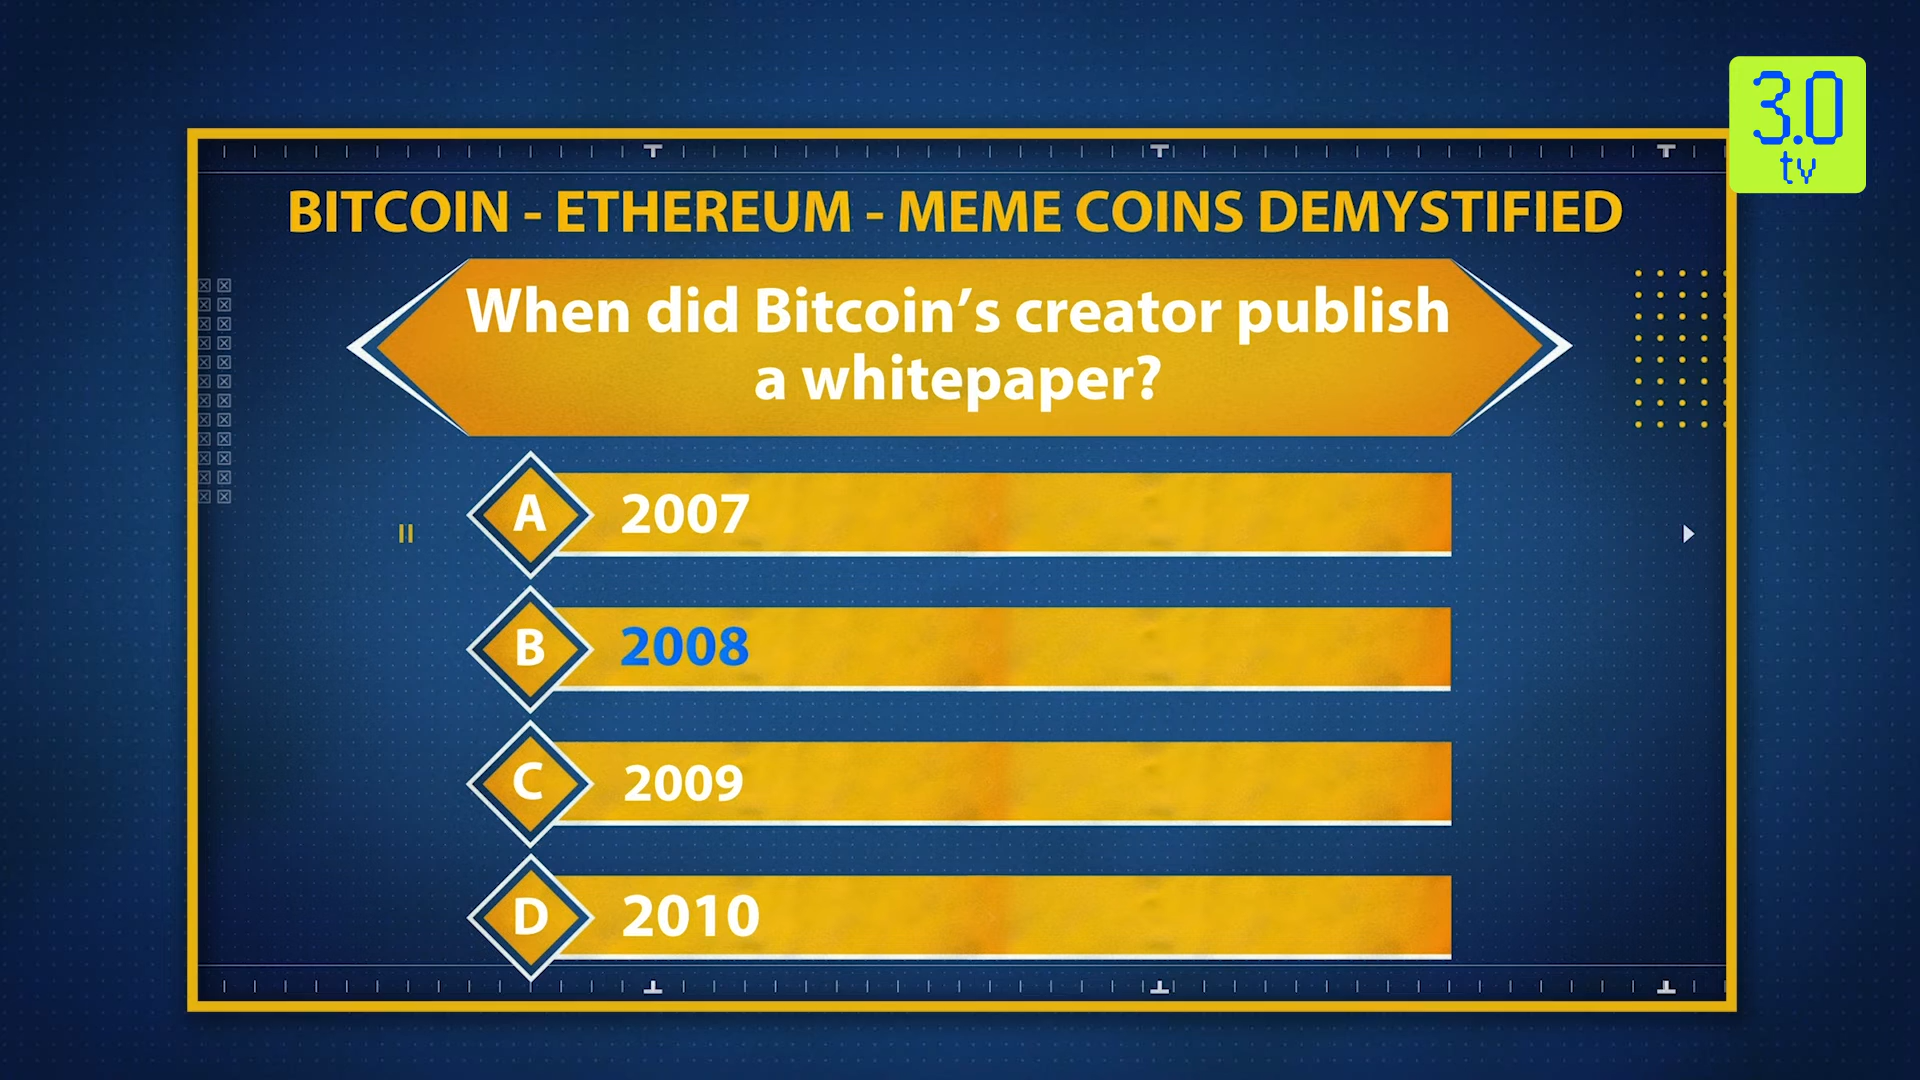 3.0
tv
BITCOIN - ETHEREUM - MEME COINS DEMYSTIFIED
When did Bitcoin’s creator publish
a whitepaper?
A 2007
B 2008
C 2009
D 2010